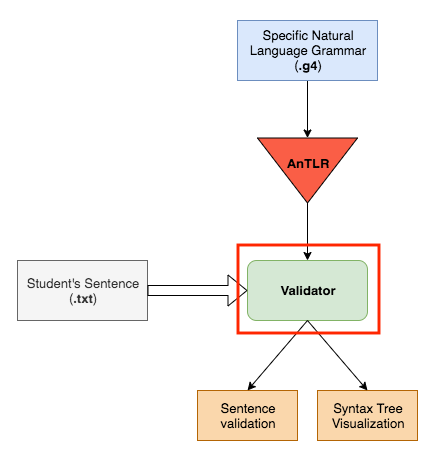 Specific Natural
Language Grammar
(.g4)
AnTLR
Student's Sentence
(.txt)
Validator
Sentence
validation
Syntax Tree
Visualization